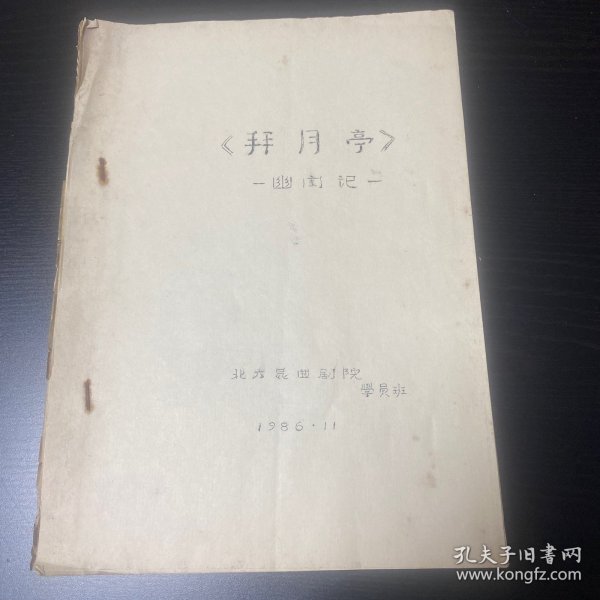 《拜月亭》
—幽闺记—
北方昆曲剧院
學员班
1986·11
孔夫子旧书网
www.kongfz.com